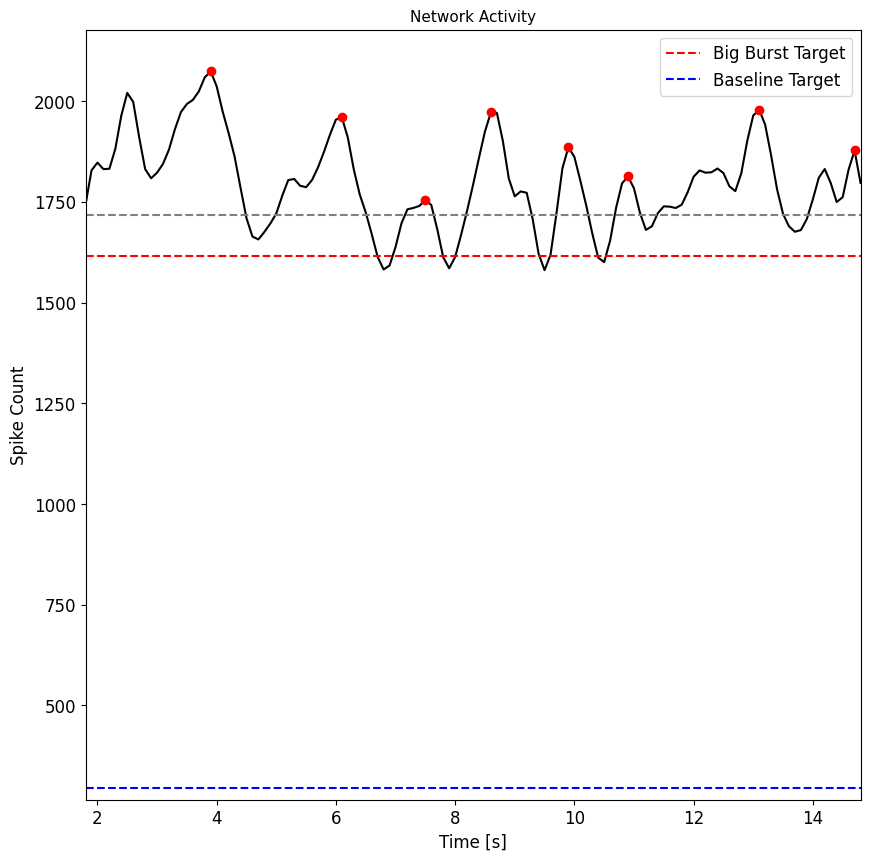 Network Activity
Big Burst Target
Baseline Target
2000
1750
1500
1250
1000
750
500
Spike Count
2 4 6 8 10 12 14
Time [s]